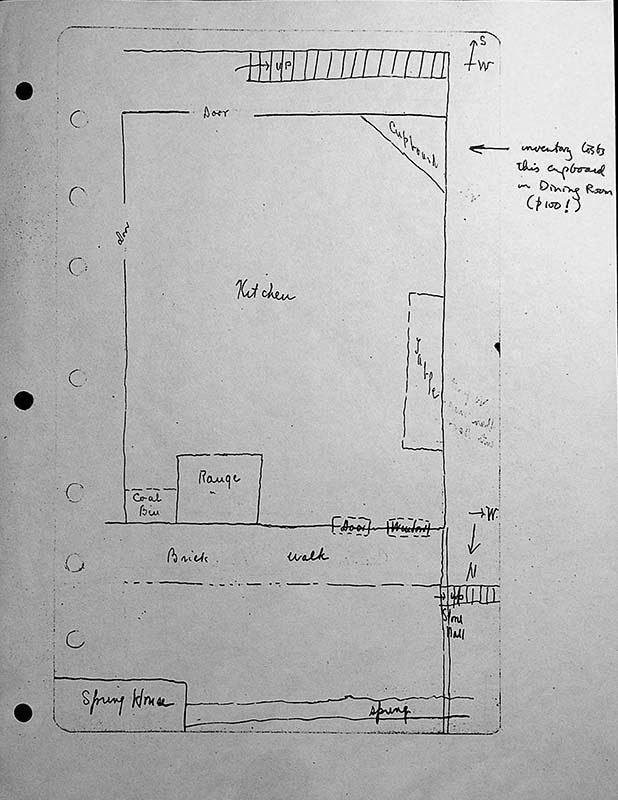 S
W
UP
Door
Cupboard
inventory lists
this cupboard
in Dining Room
($100!)
door
Kitchen
Table
Range
Coal
Bin
Door
Window
W
N
Brick walk
up
Stone
Wall
Spring House
spring